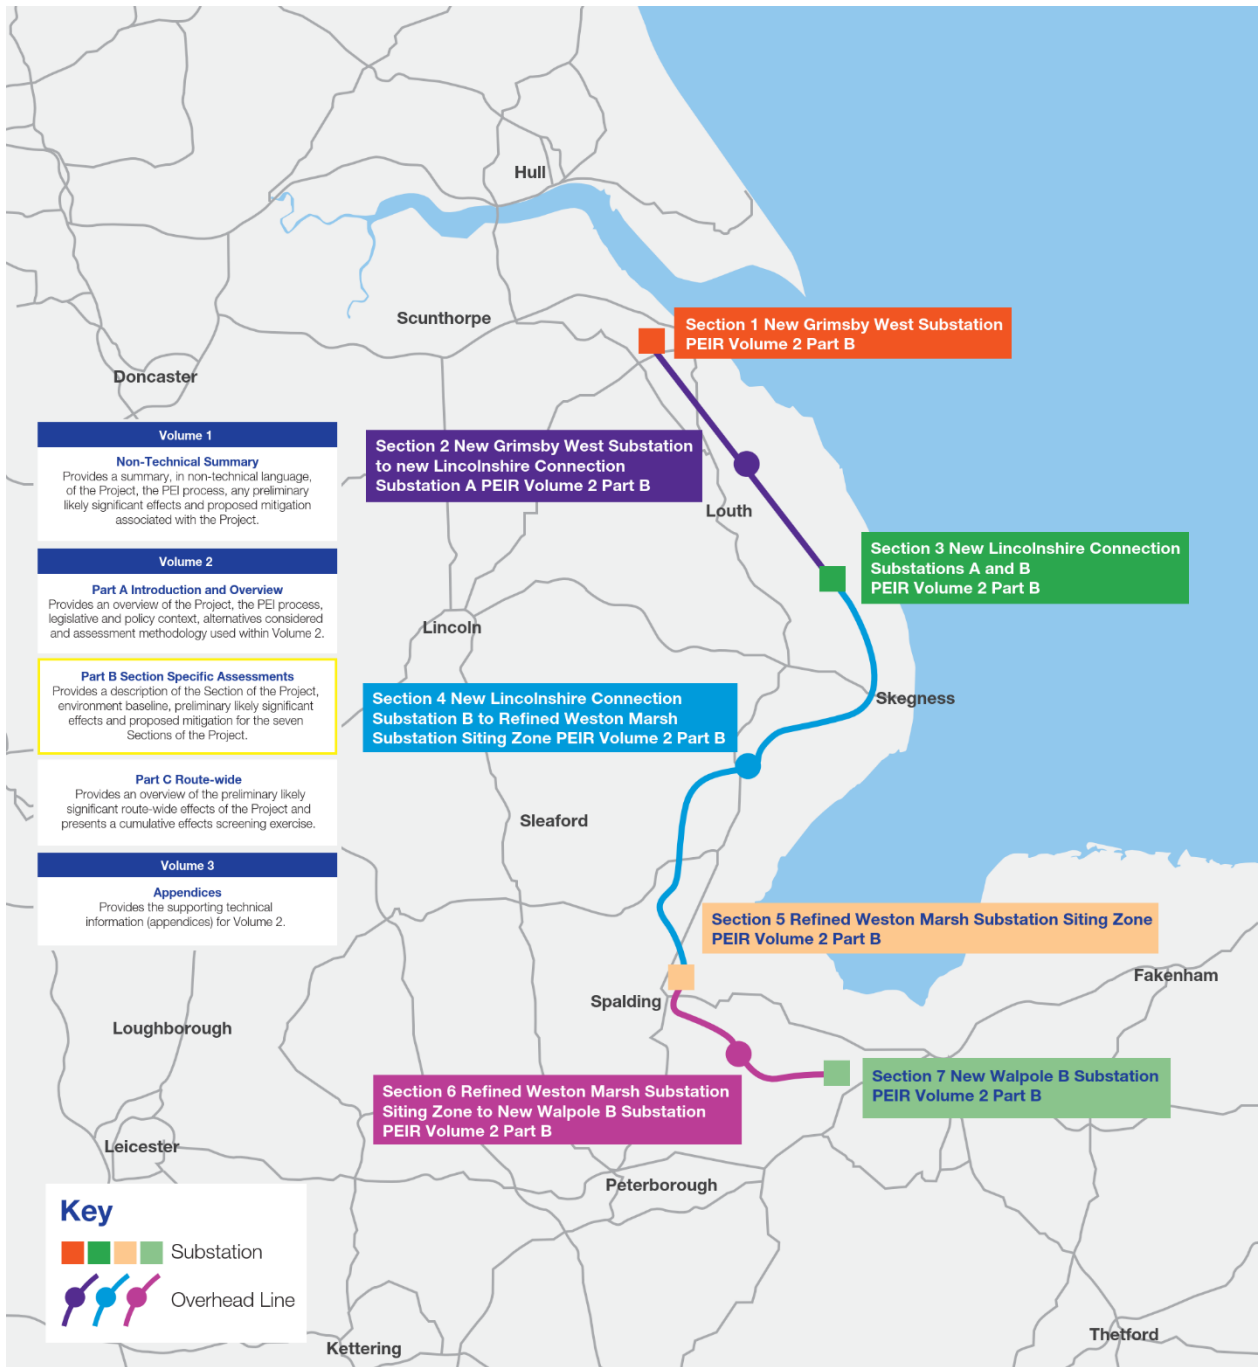 Hull
Scunthorpe
Section 1 New Grimsby West Substation
PEIR Volume 2 Part B
Doncaster
Volume 1
Non-Technical Summary
Provides a summary, in non-technical language,
of the Project, the PEI process, any preliminary
likely significant effects and proposed mitigation
associated with the Project.
Section 2 New Grimsby West Substation
to new Lincolnshire Connection
Substation A PEIR Volume 2 Part B
Louth
Volume 2
Part A Introduction and Overview
Provides an overview of the Project, the PEI process,
legislative and policy context, alternatives considered
and assessment methodology used within Volume 2.
Section 3 New Lincolnshire Connection
Substations A and B
PEIR Volume 2 Part B
Lincoln
Part B Section Specific Assessments
Provides a description of the Section of the Project,
environment baseline, preliminary likely significant
effects and proposed mitigation for the seven
Sections of the Project.
Section 4 New Lincolnshire Connection
Substation B to Refined Weston Marsh
Substation Siting Zone PEIR Volume 2 Part B
Skegness
Part C Route-wide
Provides an overview of the preliminary likely
significant route-wide effects of the Project and
presents a cumulative effects screening exercise.
Sleaford
Volume 3
Appendices
Provides the supporting technical
information (appendices) for Volume 2.
Section 5 Refined Weston Marsh Substation Siting Zone
PEIR Volume 2 Part B
Fakenham
Spalding
Loughborough
Section 6 Refined Weston Marsh Substation
Siting Zone to New Walpole B Substation
PEIR Volume 2 Part B
Section 7 New Walpole B Substation
PEIR Volume 2 Part B
Leicester
Peterborough
Key
Substation
Overhead Line
Kettering
Thetford